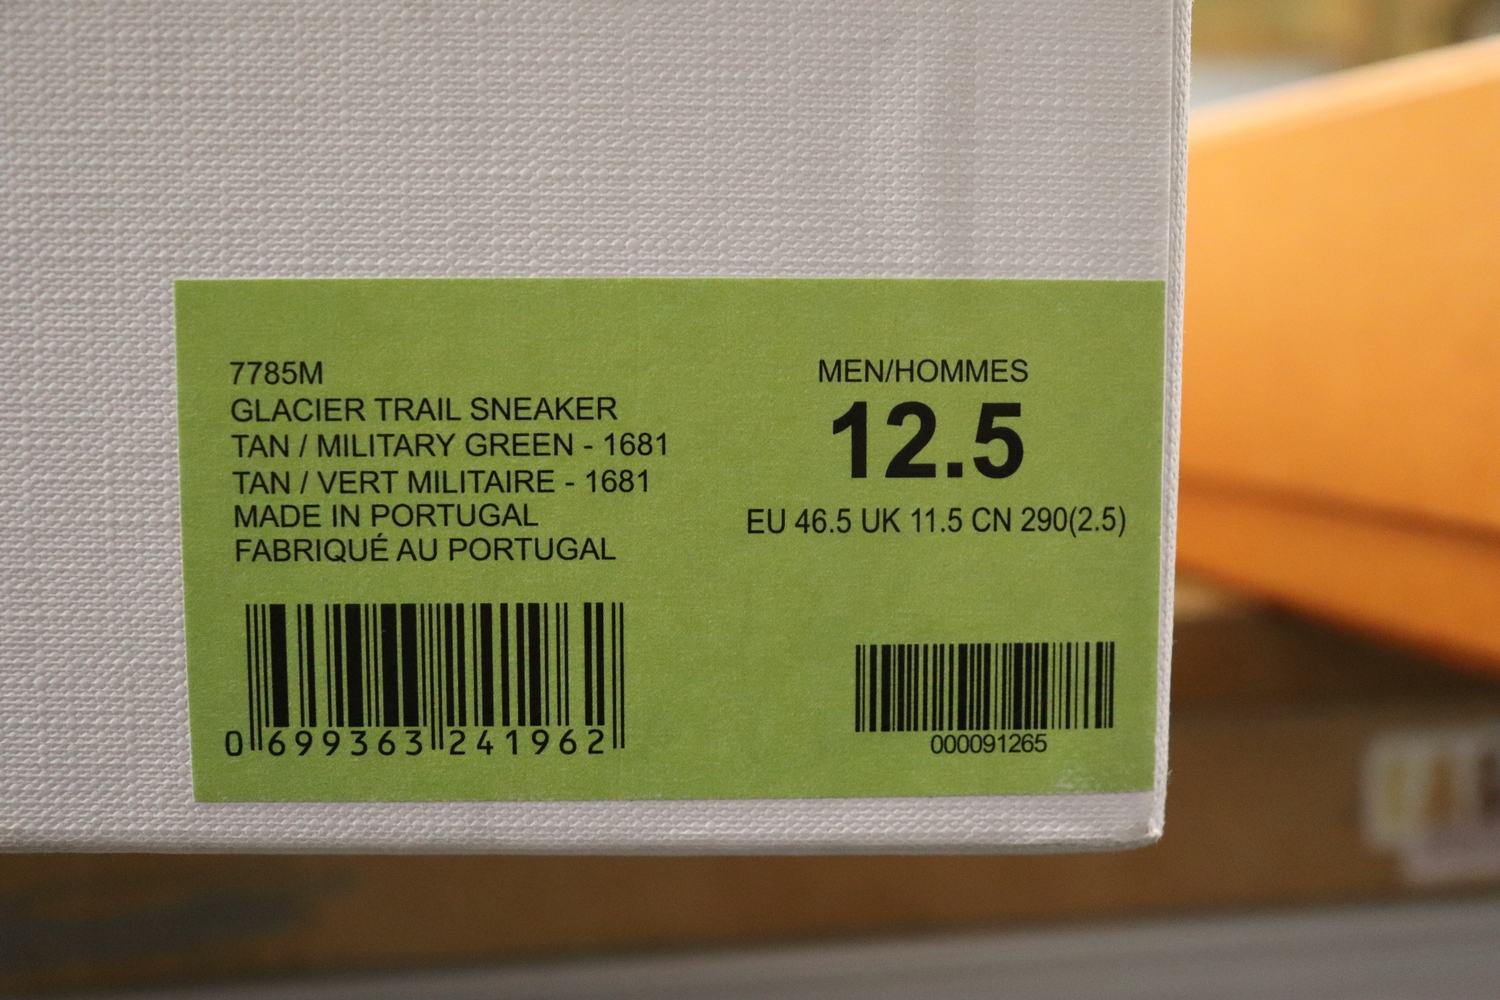 7785M
GLACIER TRAIL SNEAKER
TAN / MILITARY GREEN - 1681
TAN / VERT MILITAIRE - 1681
MADE IN PORTUGAL
FABRIQUÉ AU PORTUGAL
0 699363 241962
MEN/HOMMES
12.5
EU 46.5 UK 11.5 CN 290(2.5)
000091265